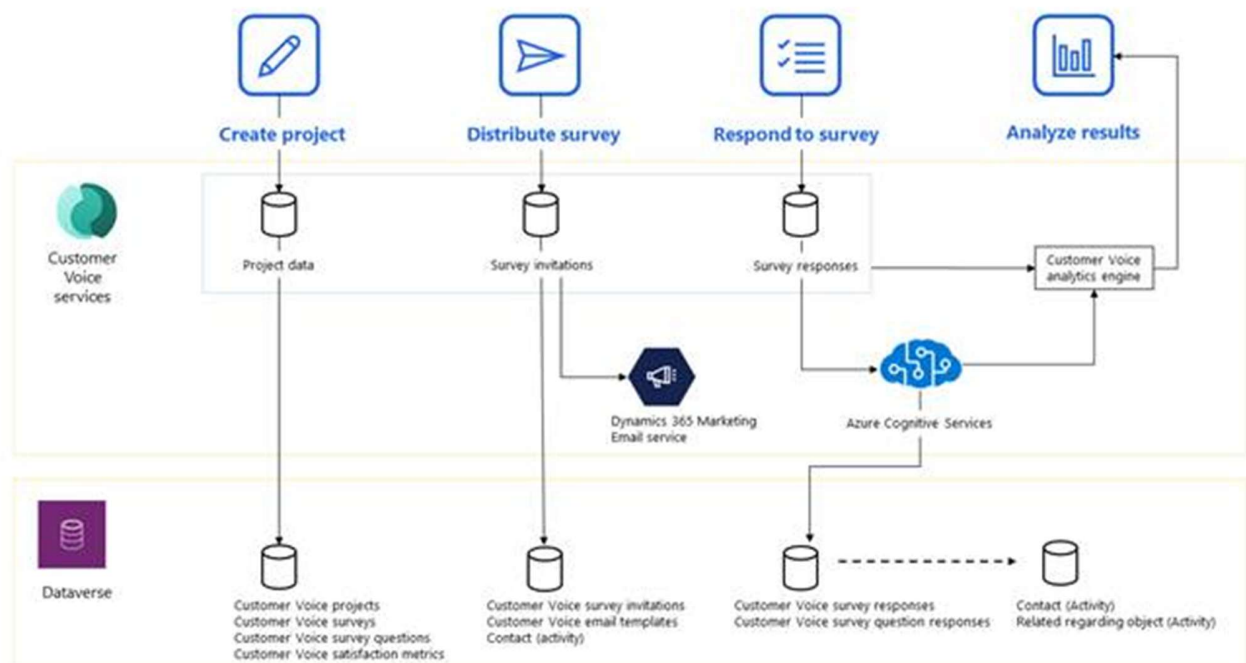 Create project
Distribute survey
Respond to survey
Analyze results
Customer
Voice
services
Project data
Survey invitations
Survey responses
Customer Voice
analytics engine
Dynamics 365 Marketing
Email service
Azure Cognitive Services
Dataverse
Customer Voice projects
Customer Voice surveys
Customer Voice survey questions
Customer Voice satisfaction metrics
Customer Voice survey invitations
Customer Voice email templates
Contact (activity)
Customer Voice survey responses
Customer Voice survey question responses
Contact (Activity)
Related regarding object (Activity)